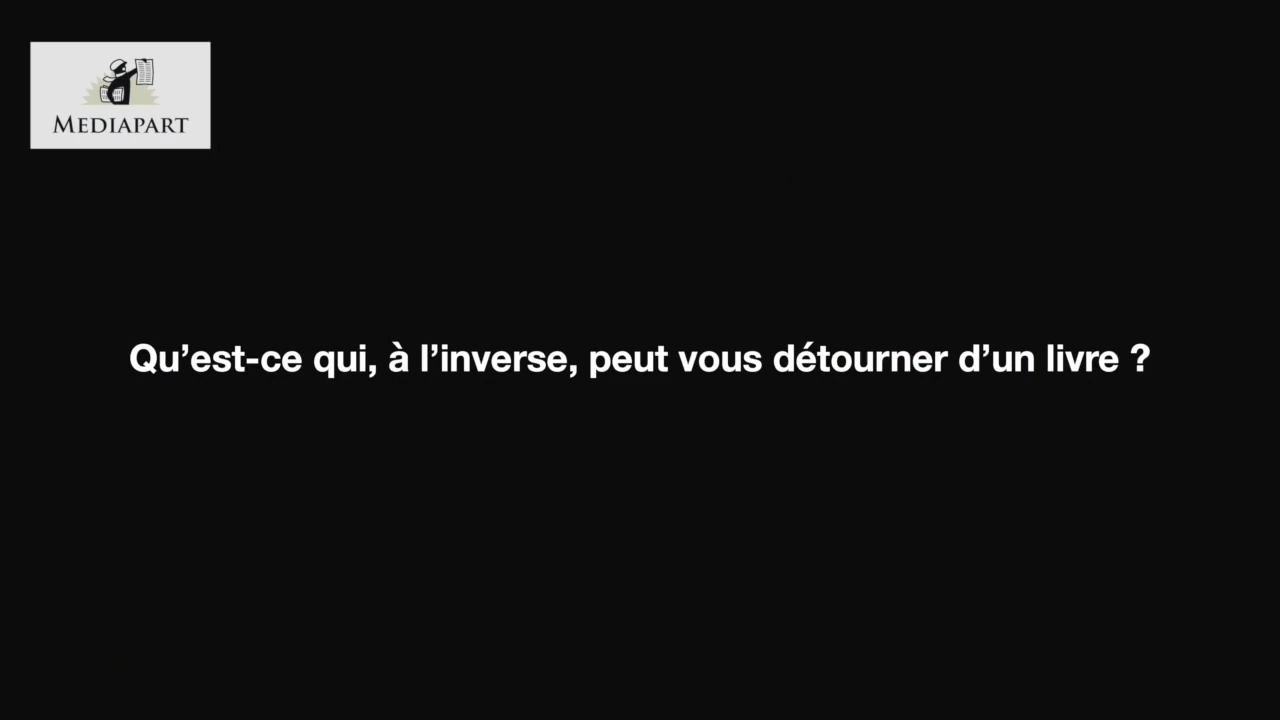 MEDIAPART
Qu’est-ce qui, à l’inverse, peut vous détourner d’un livre ?